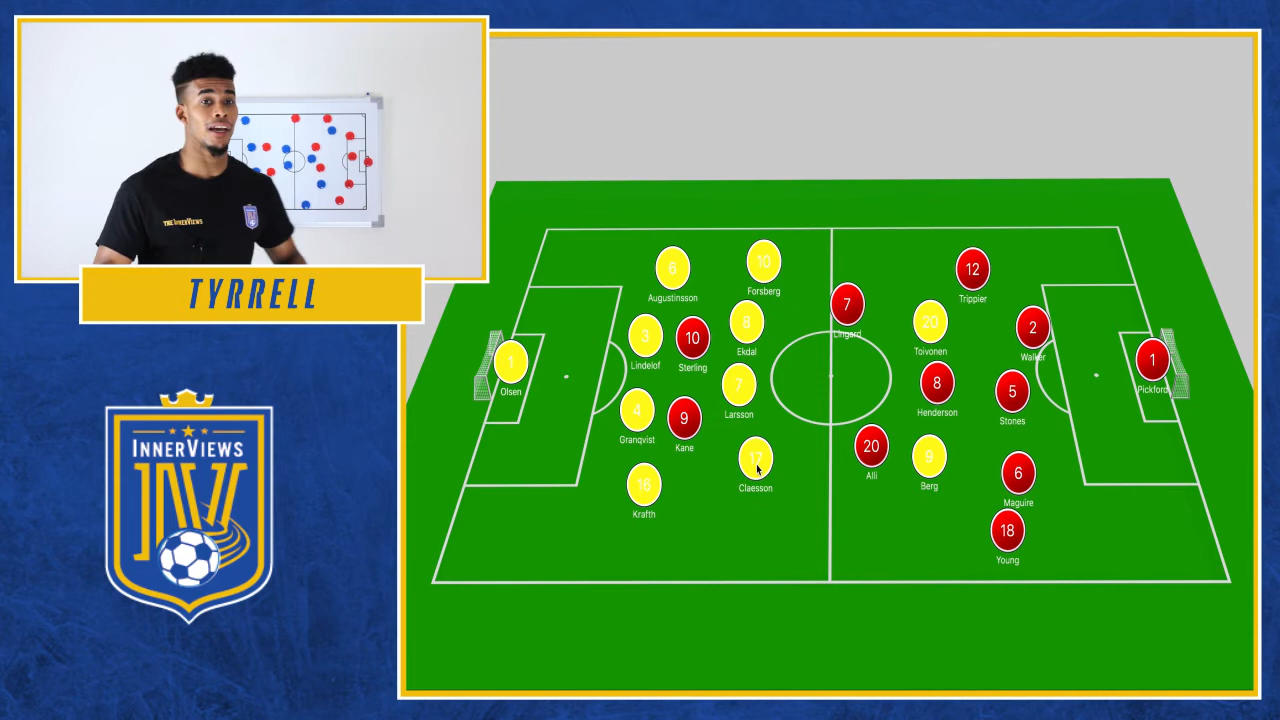 THE INNERVIEWS
TYRRELL
INNERVIEWS
IV
6
Augustinsson
10
Forsberg
12
Trippier
7
Lingard
3
Lindelof
10
Sterling
8
Ekdal
20
Toivonen
2
Walker
1
Olsen
1
Pickford
7
Larsson
8
Henderson
5
Stones
4
Granqvist
9
Kane
17
Claesson
20
Alli
9
Berg
6
Maguire
16
Krafth
18
Young